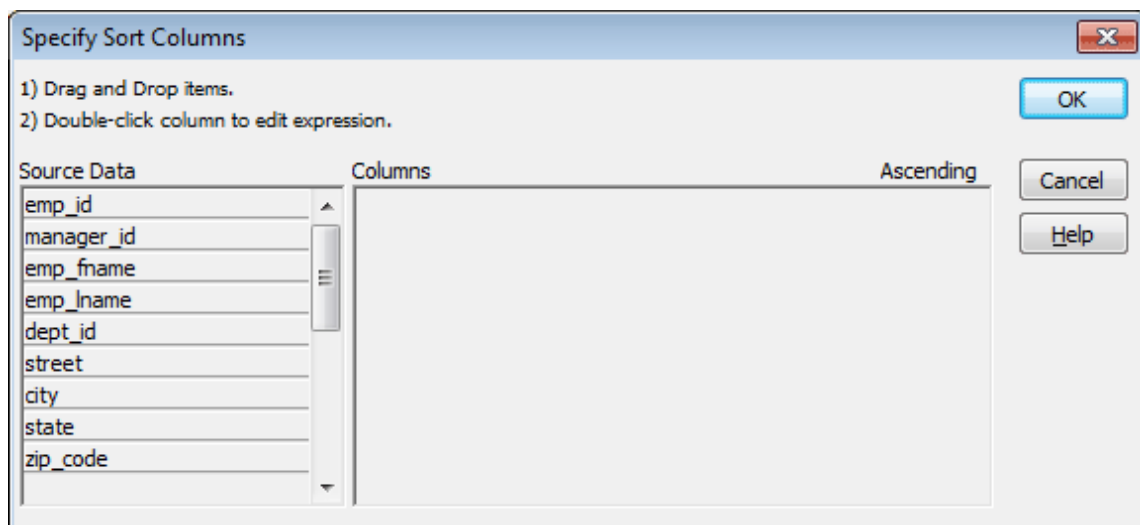 Specify Sort Columns
1) Drag and Drop items.
2) Double-click column to edit expression.
OK
Source Data
Columns
Ascending
Cancel
Help
emp_id
manager_id
emp_fname
emp_lname
dept_id
street
city
state
zip_code